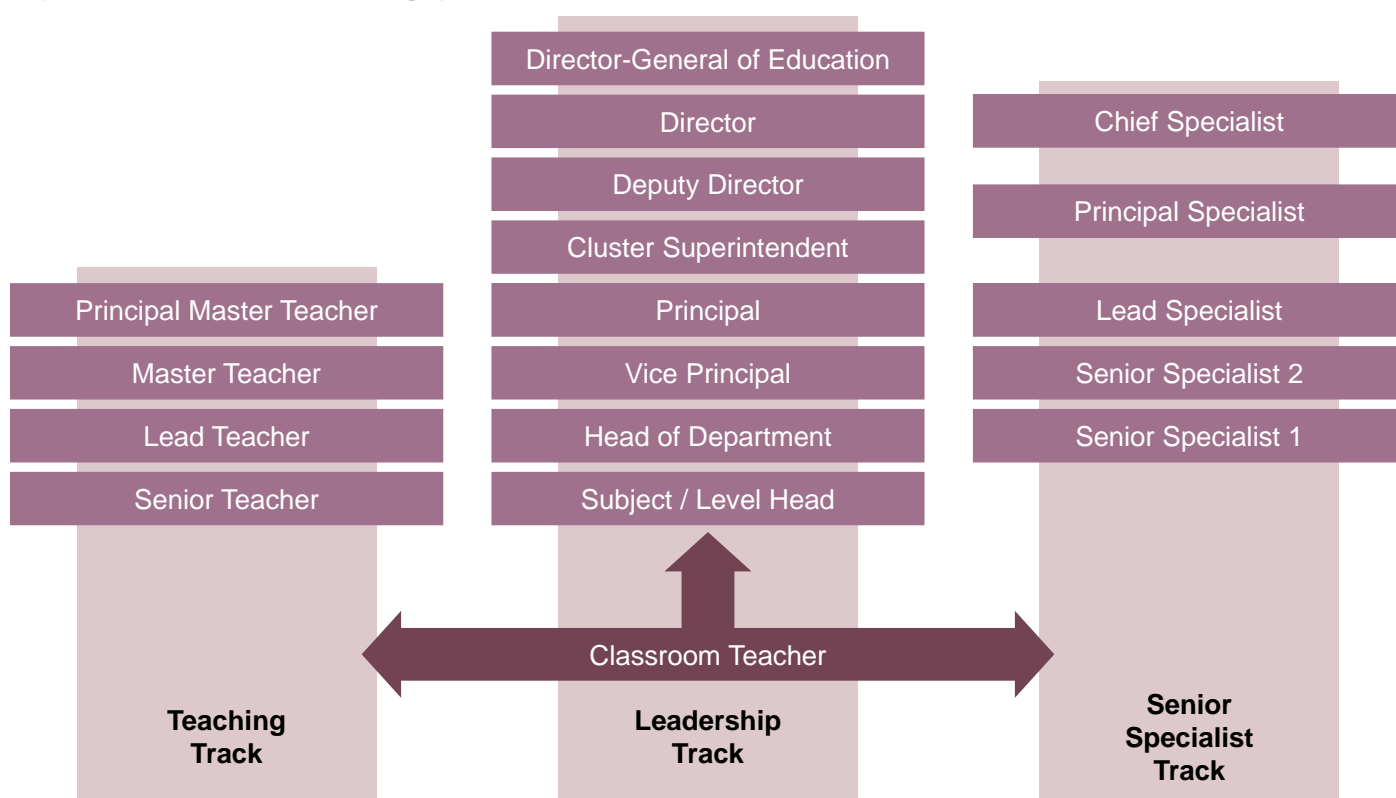 Director-General of Education
Director
Deputy Director
Cluster Superintendent
Principal
Vice Principal
Head of Department
Subject / Level Head
Chief Specialist
Principal Specialist
Lead Specialist
Senior Specialist 2
Senior Specialist 1
Principal Master Teacher
Master Teacher
Lead Teacher
Senior Teacher
Classroom Teacher
Teaching
Track
Leadership
Track
Senior
Specialist
Track